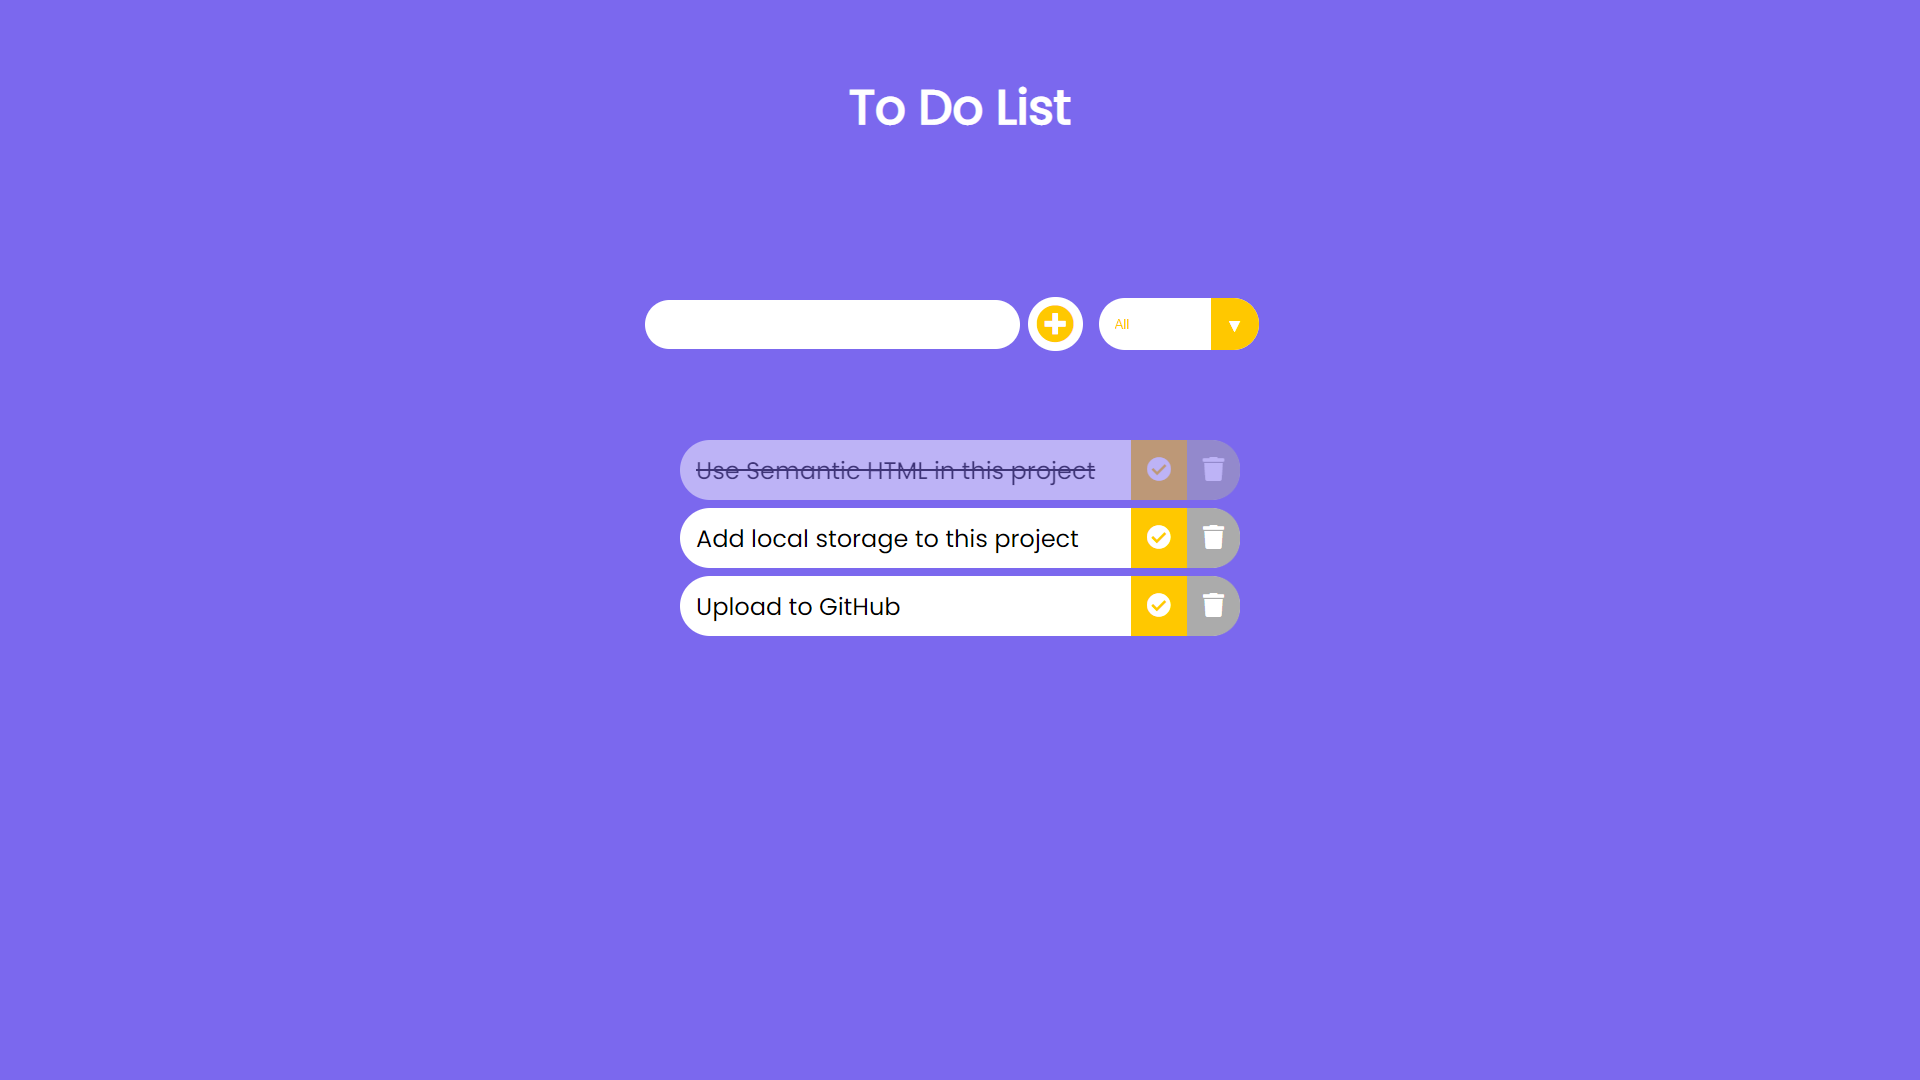 To Do List
All
Use Semantic HTML in this project
Add local storage to this project
Upload to GitHub